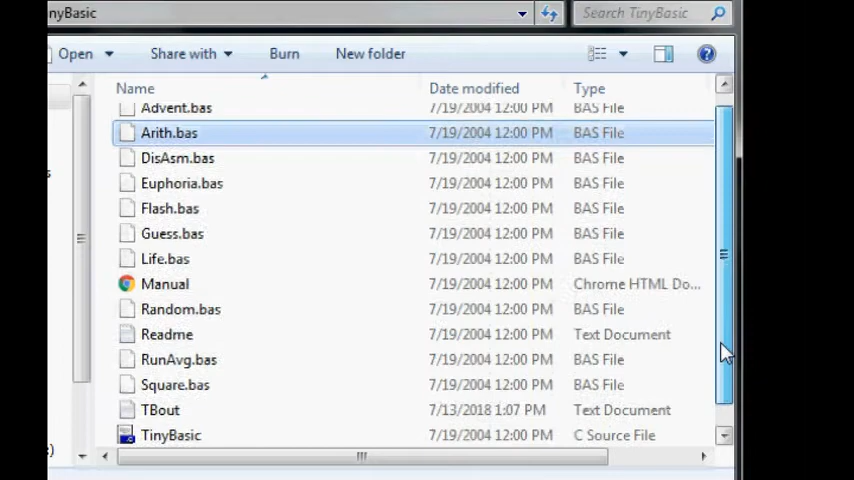 nyBasic Search TinyBasic
Open Share with Burn New folder
Name Date modified Type
Advent.bas 7/19/2004 12:00 PM BAS File
Arith.bas 7/19/2004 12:00 PM BAS File
DisAsm.bas 7/19/2004 12:00 PM BAS File
Euphoria.bas 7/19/2004 12:00 PM BAS File
Flash.bas 7/19/2004 12:00 PM BAS File
Guess.bas 7/19/2004 12:00 PM BAS File
Life.bas 7/19/2004 12:00 PM BAS File
Manual 7/19/2004 12:00 PM Chrome HTML Do...
Random.bas 7/19/2004 12:00 PM BAS File
Readme 7/19/2004 12:00 PM Text Document
RunAvg.bas 7/19/2004 12:00 PM BAS File
Square.bas 7/19/2004 12:00 PM BAS File
TBout 7/13/2018 1:07 PM Text Document
TinyBasic 7/19/2004 12:00 PM C Source File